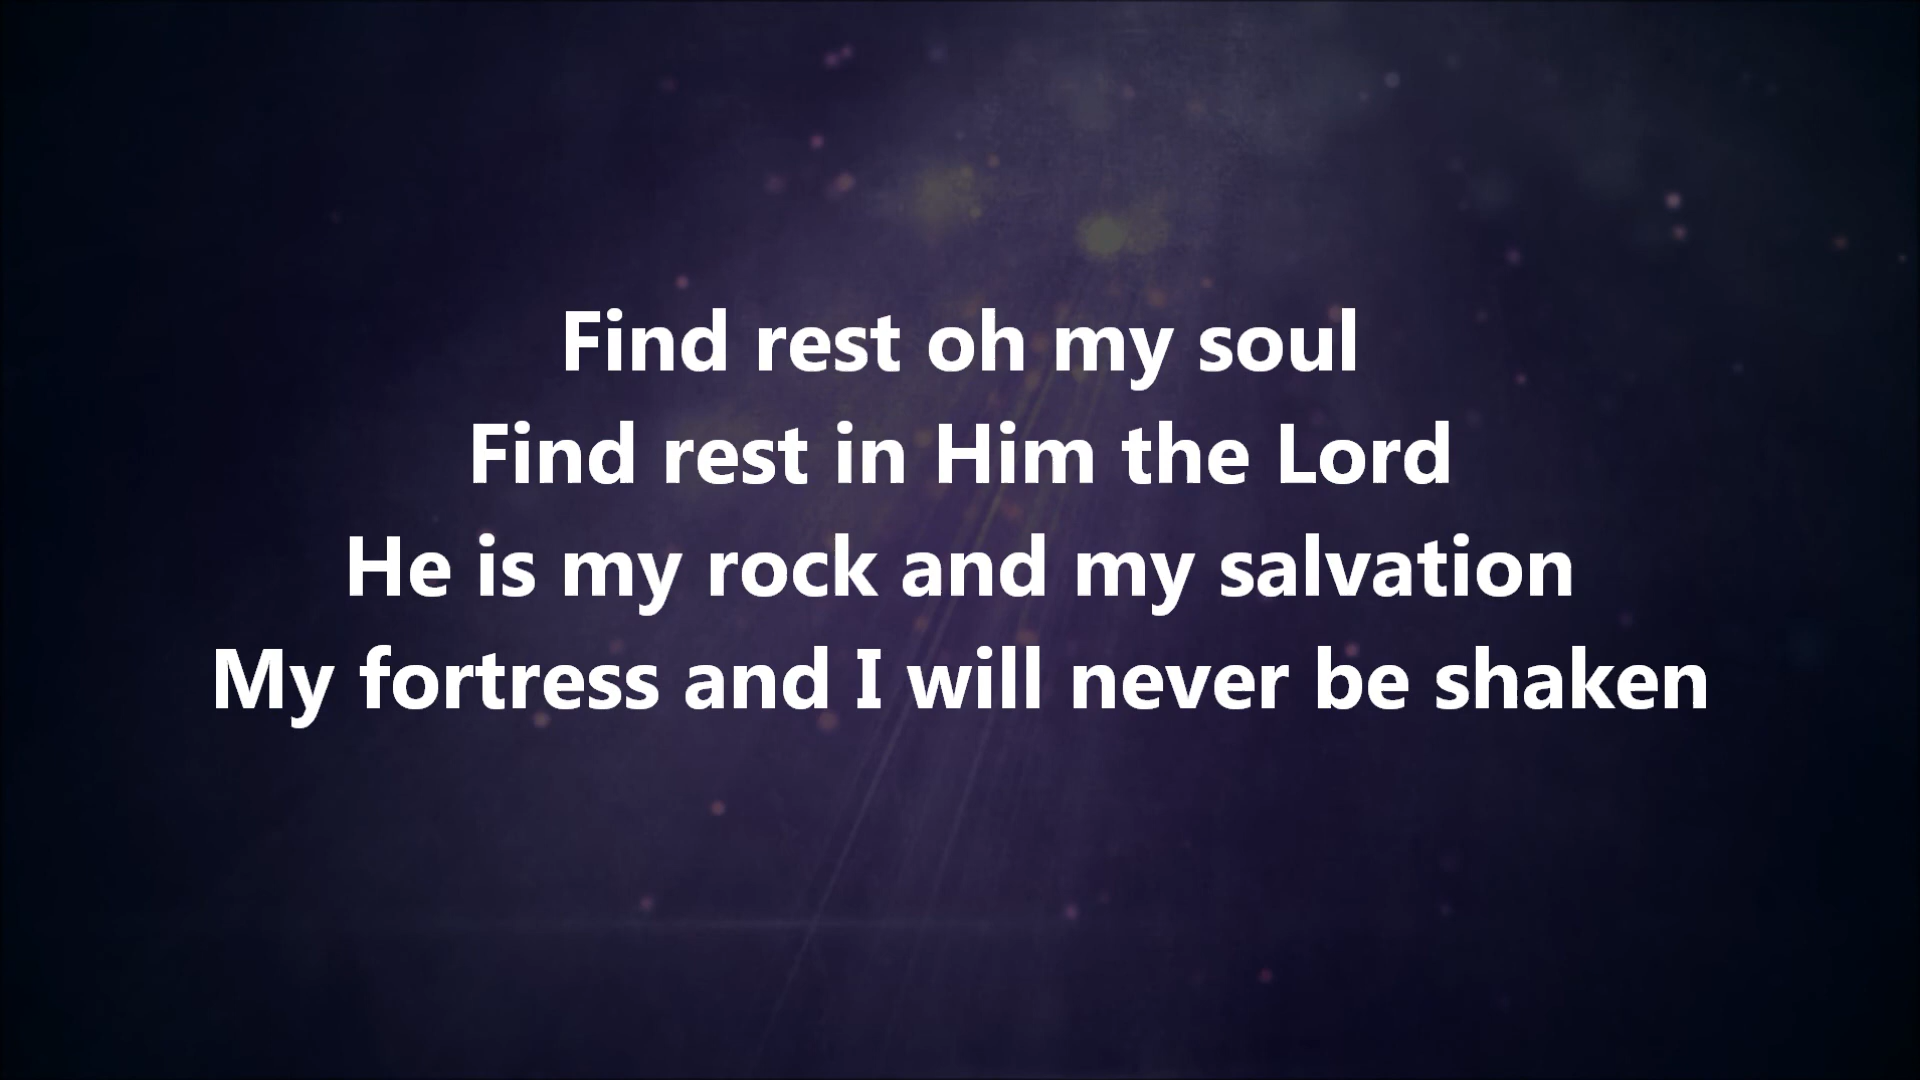 Find rest oh my soul
Find rest in Him the Lord
He is my rock and my salvation
My fortress and I will never be shaken